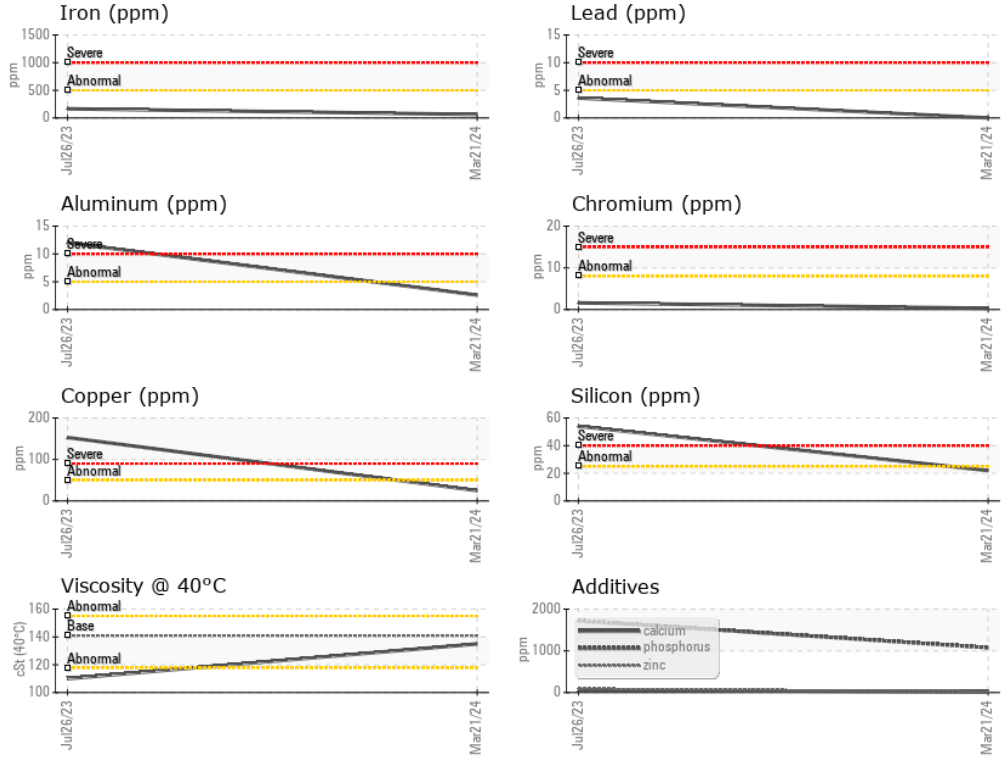 Iron (ppm)
1500
1000
500
0
ppm
Severe
Abnormal
Jul26/23
Mar21/24
Lead (ppm)
15
10
5
0
ppm
Severe
Abnormal
Jul26/23
Mar21/24
Aluminum (ppm)
15
10
5
0
ppm
Severe
Abnormal
Jul26/23
Mar21/24
Chromium (ppm)
20
10
0
ppm
Severe
Abnormal
Jul26/23
Mar21/24
Copper (ppm)
200
100
0
ppm
Severe
Abnormal
Jul26/23
Mar21/24
Silicon (ppm)
60
40
20
0
ppm
Severe
Abnormal
Jul26/23
Mar21/24
Viscosity @ 40°C
160
140
120
100
cSt (40°C)
Abnormal
Base
Abnormal
Jul26/23
Mar21/24
Additives
2000
1000
0
ppm
calcium
phosphorus
zinc
Jul26/23
Mar21/24